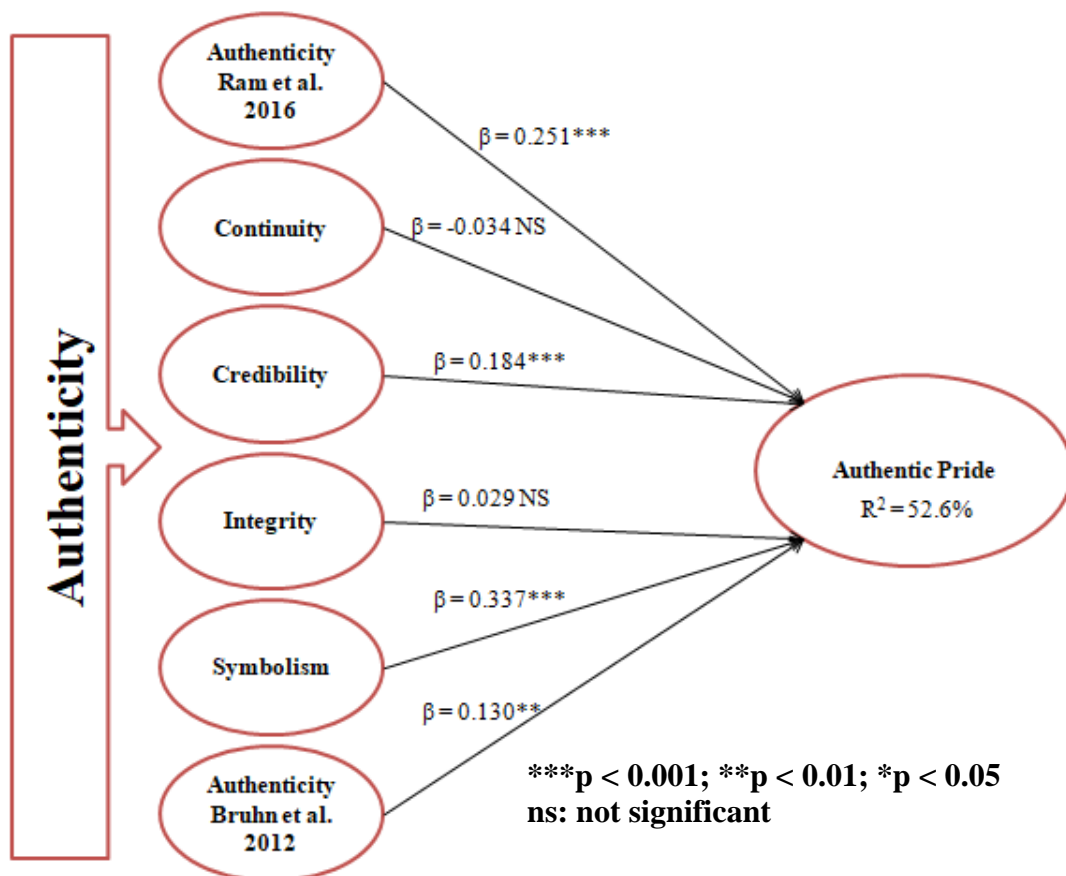 Authenticity
Authenticity
Ram et al.
2016
β = 0.251***
Continuity
β = -0.034 NS
Credibility
β = 0.184***
Integrity
β = 0.029 NS
Symbolism
β = 0.337***
Authenticity
Bruhn et al.
2012
β = 0.130**
Authentic Pride
R² = 52.6%
***p < 0.001; **p < 0.01; *p < 0.05
ns: not significant